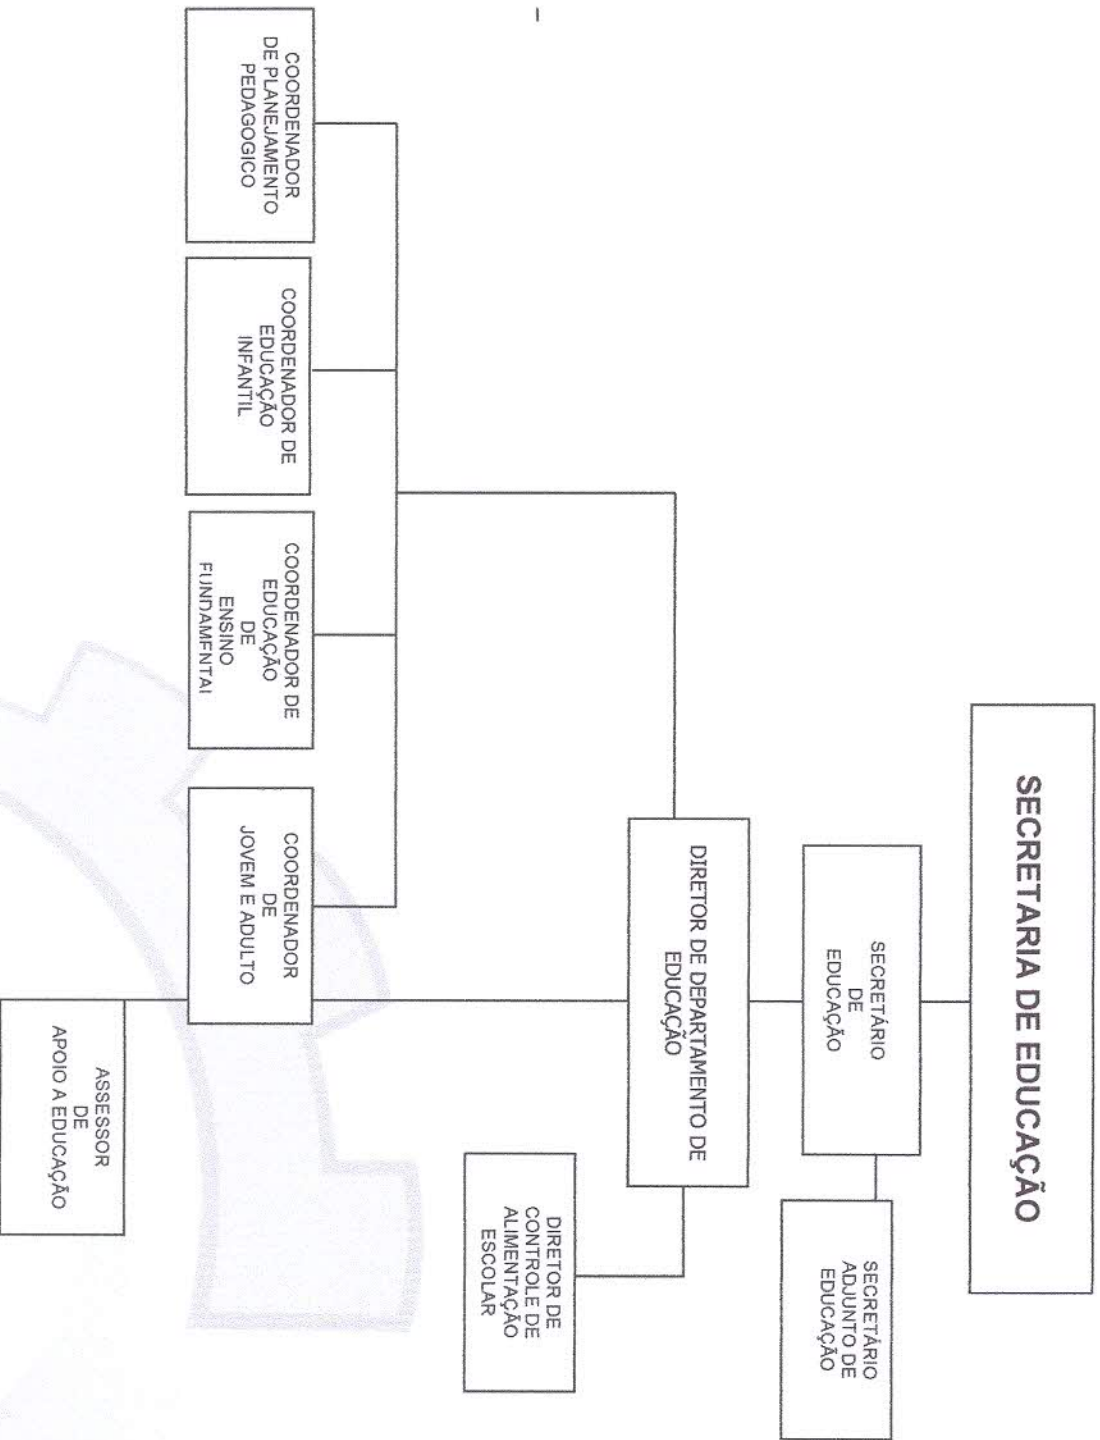 SECRETARIA DE EDUCAÇÃO
SECRETÁRIO
DE
EDUCAÇÃO
SECRETÁRIO
ADJUNTO DE
EDUCAÇÃO
DIRETOR DE DEPARTAMENTO DE
EDUCAÇÃO
DIRETOR DE
CONTROLE DE
ALIMENTAÇÃO
ESCOLAR
COORDENADOR
DE PLANEJAMENTO
PEDAGOGICO
COORDENADOR DE
EDUCAÇÃO
INFANTIL
COORDENADOR DE
EDUCAÇÃO
DE
ENSINO
FUNDAMENTAL
COORDENADOR
DE
JOVEM E ADULTO
ASSESSOR
DE
APOIO A EDUCAÇÃO